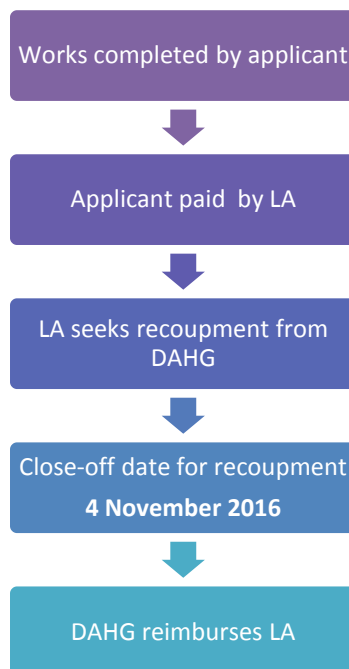 Works completed by applicant
Applicant paid by LA
LA seeks recoupment from
DAHG
Close-off date for recoupment
4 November 2016
DAHG reimburses LA